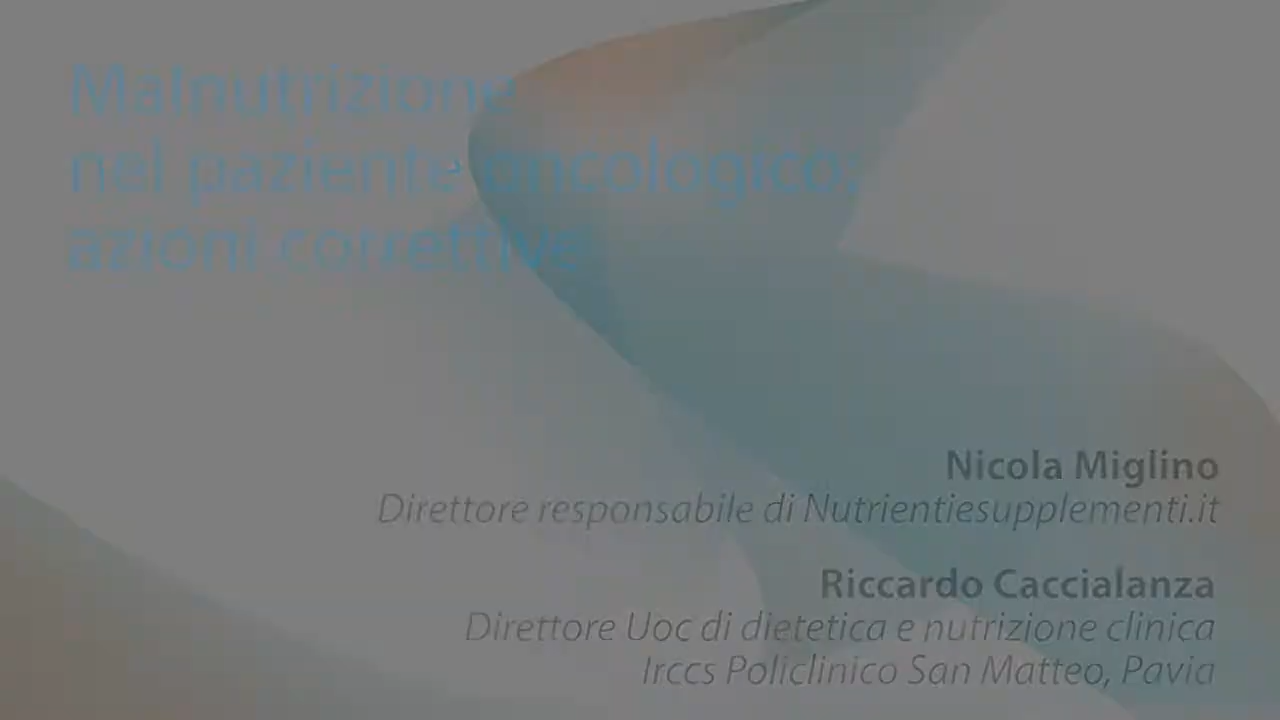 Malnutrizione
nel paziente oncologico:
azioni correttive
Nicola Miglino
Direttore responsabile di Nutrientiesupplementi.it
Riccardo Caccialanza
Direttore Uoc di dietetica e nutrizione clinica
Irccs Policlinico San Matteo, Pavia